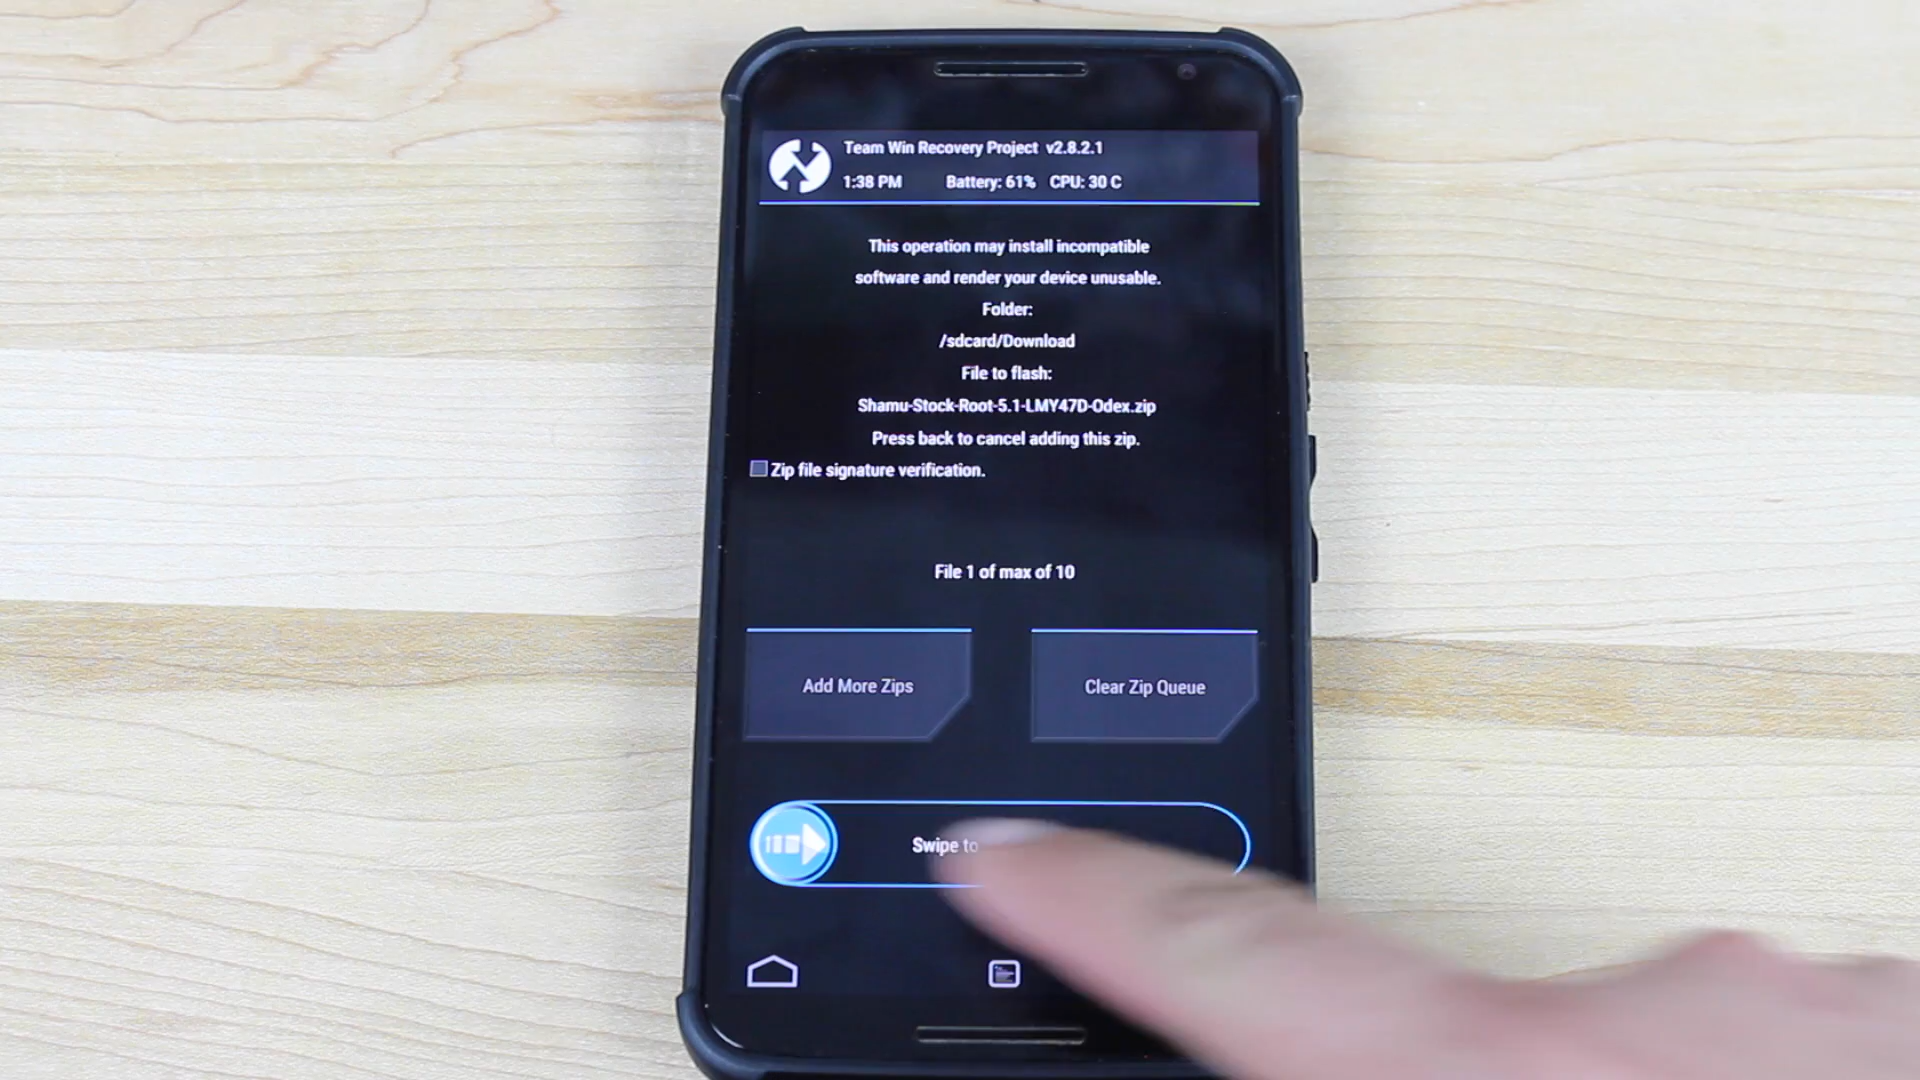 Team Win Recovery Project v2.8.2.1
1:38 PM Battery: 61% CPU: 30 C
This operation may install incompatible
software and render your device unusable.
Folder:
/sdcard/Download
File to flash:
Shamu-Stock-Root-5.1-LMY47D-Odex.zip
Press back to cancel adding this zip.
Zip file signature verification.
File 1 of max of 10
Add More Zips
Clear Zip Queue
Swipe to